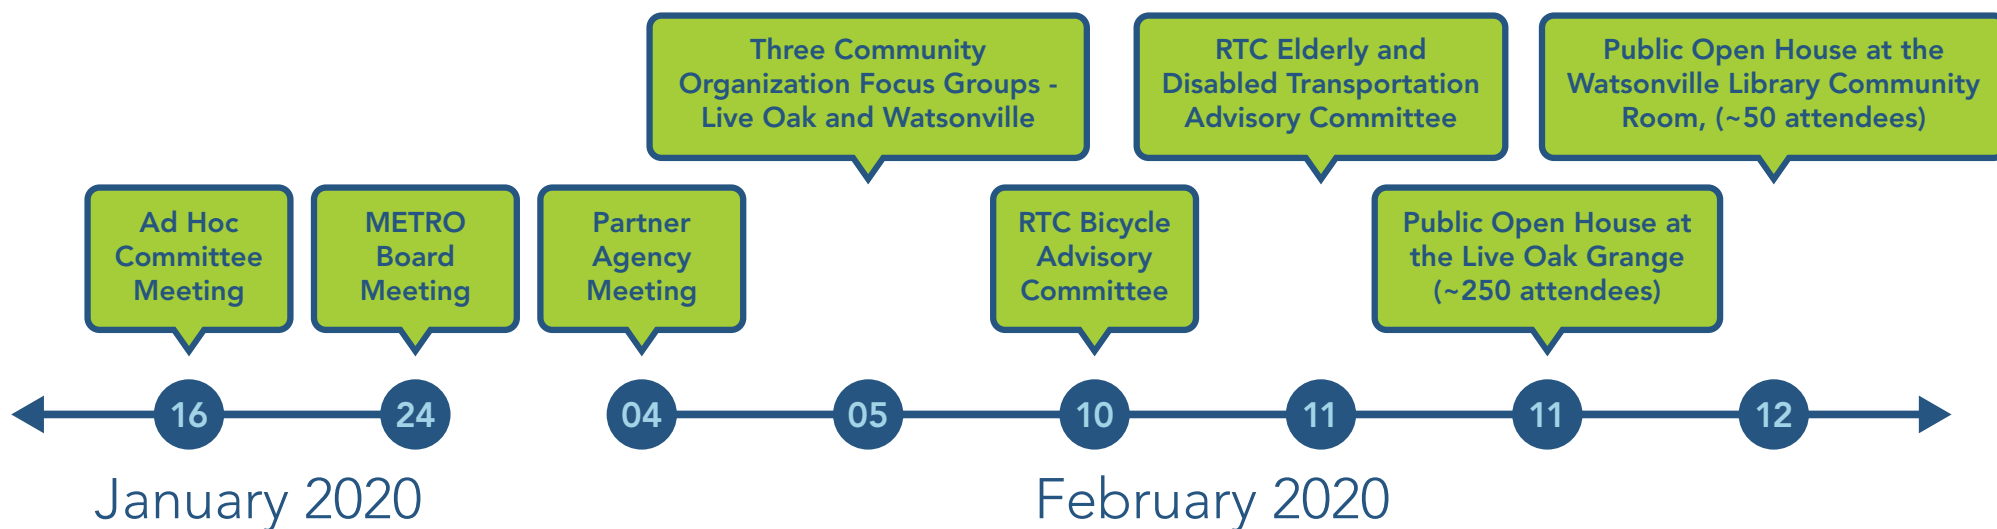 Three Community
Organization Focus Groups -
Live Oak and Watsonville
RTC Elderly and
Disabled Transportation
Advisory Committee
Public Open House at the
Watsonville Library Community
Room, (~50 attendees)
Ad Hoc
Committee
Meeting
METRO
Board
Meeting
Partner
Agency
Meeting
RTC Bicycle
Advisory
Committee
Public Open House at
the Live Oak Grange
(~250 attendees)
16
24
04
05
10
11
11
12
January 2020
February 2020